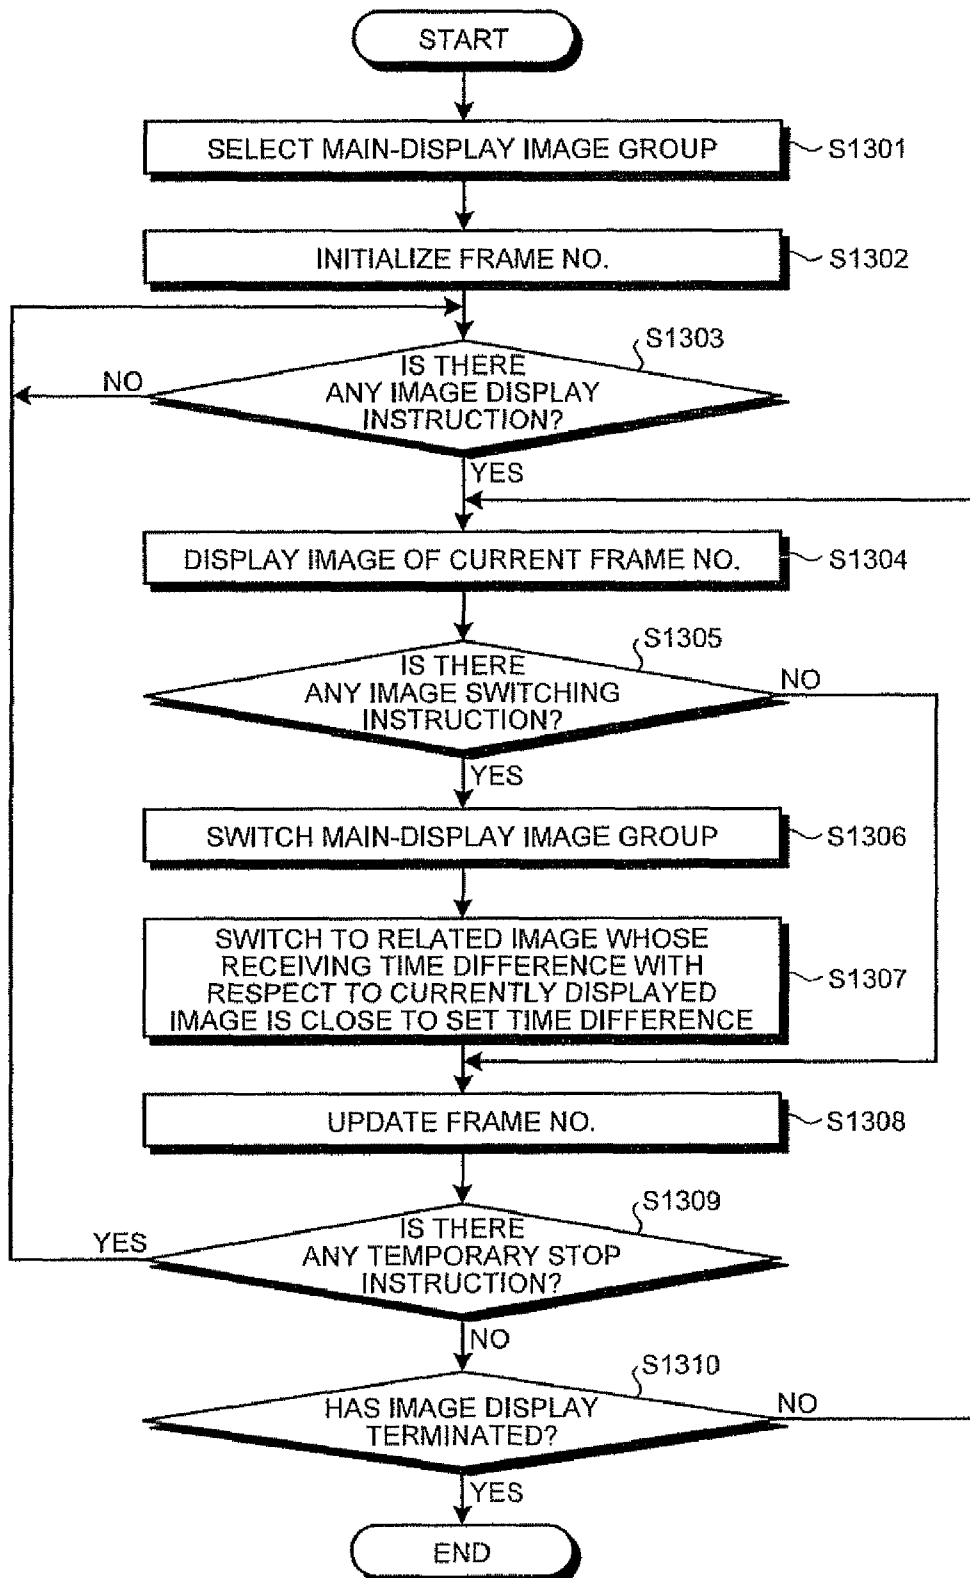 START
SELECT MAIN-DISPLAY IMAGE GROUP
S1301
INITIALIZE FRAME NO.
S1302
S1303
IS THERE
ANY IMAGE DISPLAY
INSTRUCTION?
NO
YES
DISPLAY IMAGE OF CURRENT FRAME NO.
S1304
S1305
IS THERE
ANY IMAGE SWITCHING
INSTRUCTION?
NO
YES
SWITCH MAIN-DISPLAY IMAGE GROUP
S1306
SWITCH TO RELATED IMAGE WHOSE
RECEIVING TIME DIFFERENCE WITH
RESPECT TO CURRENTLY DISPLAYED
IMAGE IS CLOSE TO SET TIME DIFFERENCE
S1307
UPDATE FRAME NO.
S1308
S1309
IS THERE
ANY TEMPORARY STOP
INSTRUCTION?
YES
NO
S1310
HAS IMAGE DISPLAY
TERMINATED?
NO
YES
END